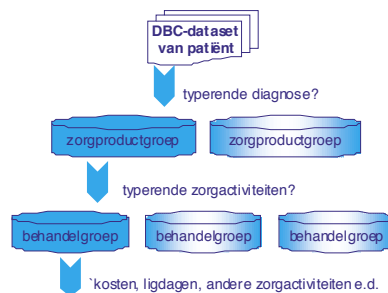 DBC-dataset
van patiënt
typerende diagnose?
zorgproductgroep zorgproductgroep
typerende zorgactiviteiten?
behandelgroep behandelgroep behandelgroep
`kosten, ligdagen, andere zorgactiviteiten e.d.